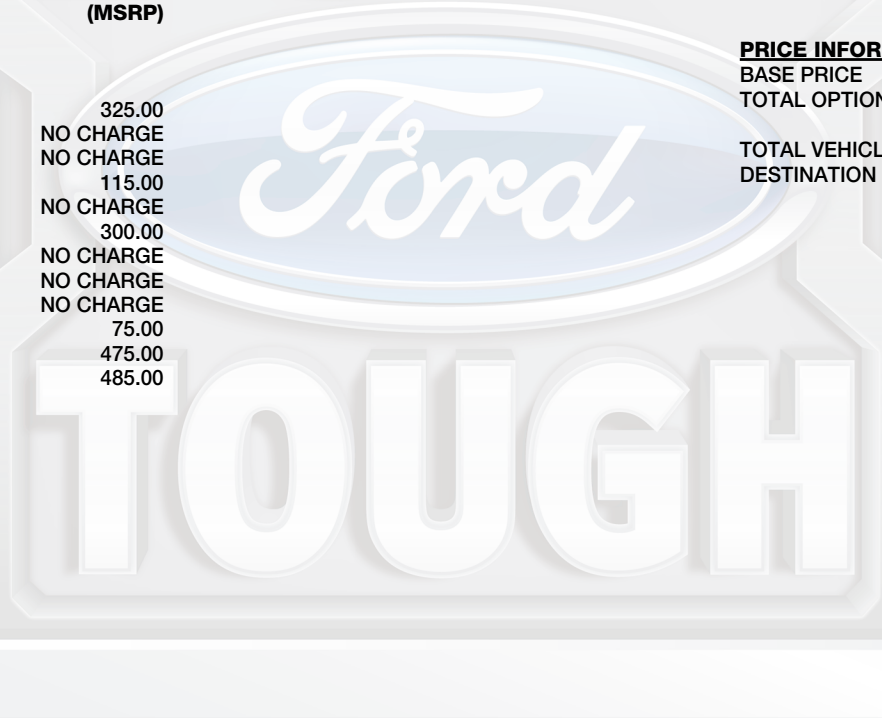 (MSRP)
325.00
NO CHARGE
NO CHARGE
115.00
NO CHARGE
300.00
NO CHARGE
NO CHARGE
NO CHARGE
75.00
475.00
485.00
PRICE INFOR
BASE PRICE
TOTAL OPTION
TOTAL VEHICL
DESTINATION
Ford
TOUGH